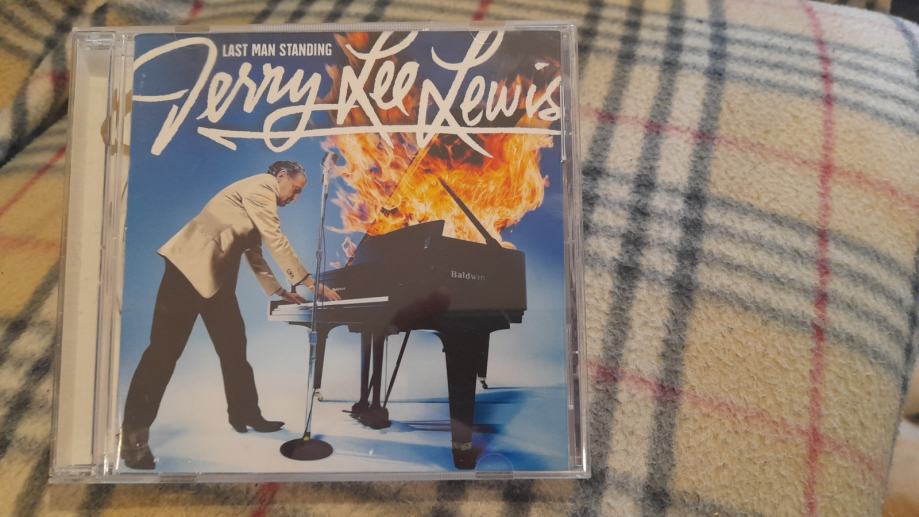 LAST MAN STANDING
Jerry Lee Lewis
Baldwin